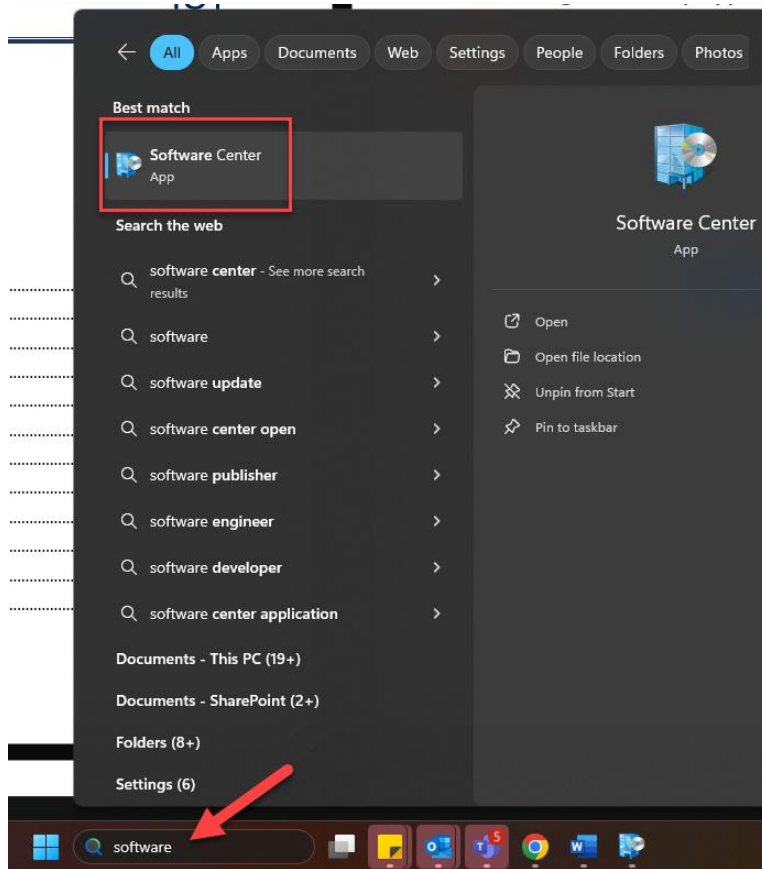 All Apps Documents Web Settings People Folders Photos
Best match
Software Center
App
Search the web
software center - See more search
results
software
software update
software center open
software publisher
software engineer
software developer
software center application
Documents - This PC (19+)
Documents - SharePoint (2+)
Folders (8+)
Settings (6)
Software Center
App
Open
Open file location
Unpin from Start
Pin to taskbar
software
5